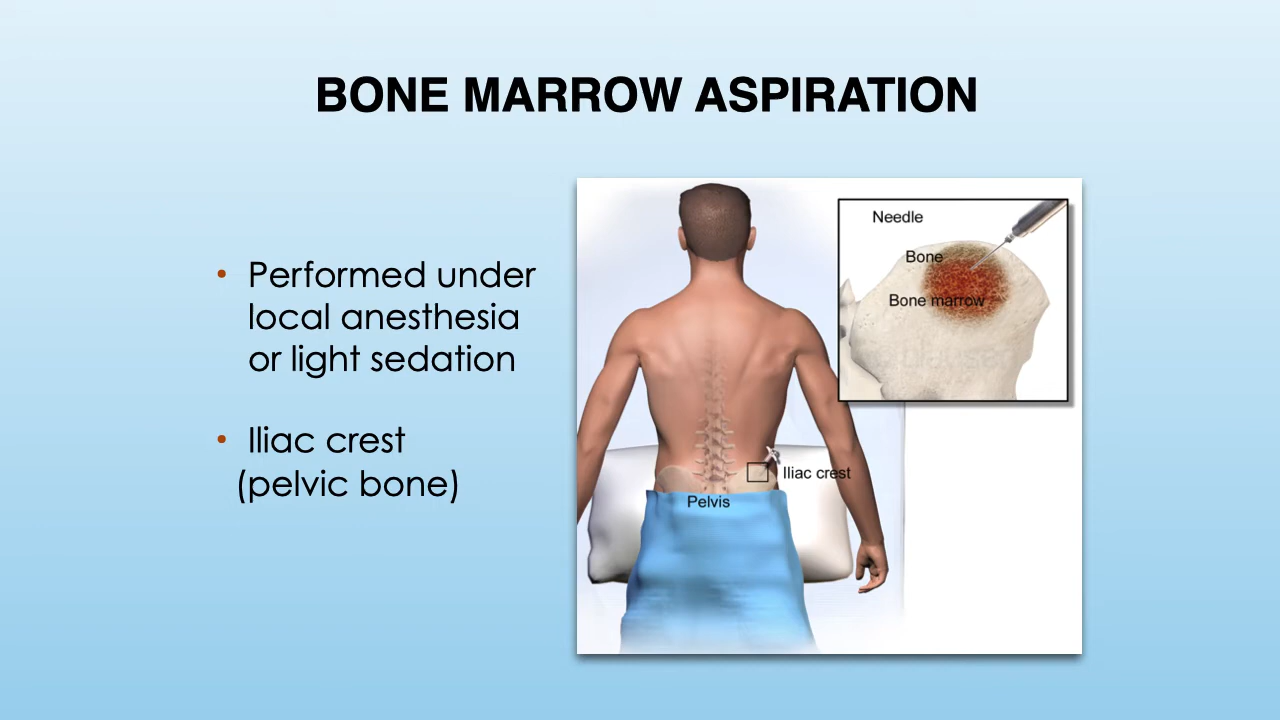 BONE MARROW ASPIRATION
• Performed under
local anesthesia
or light sedation
• Iliac crest
(pelvic bone)
Needle
Bone
Bone marrow
Iliac crest
Pelvis